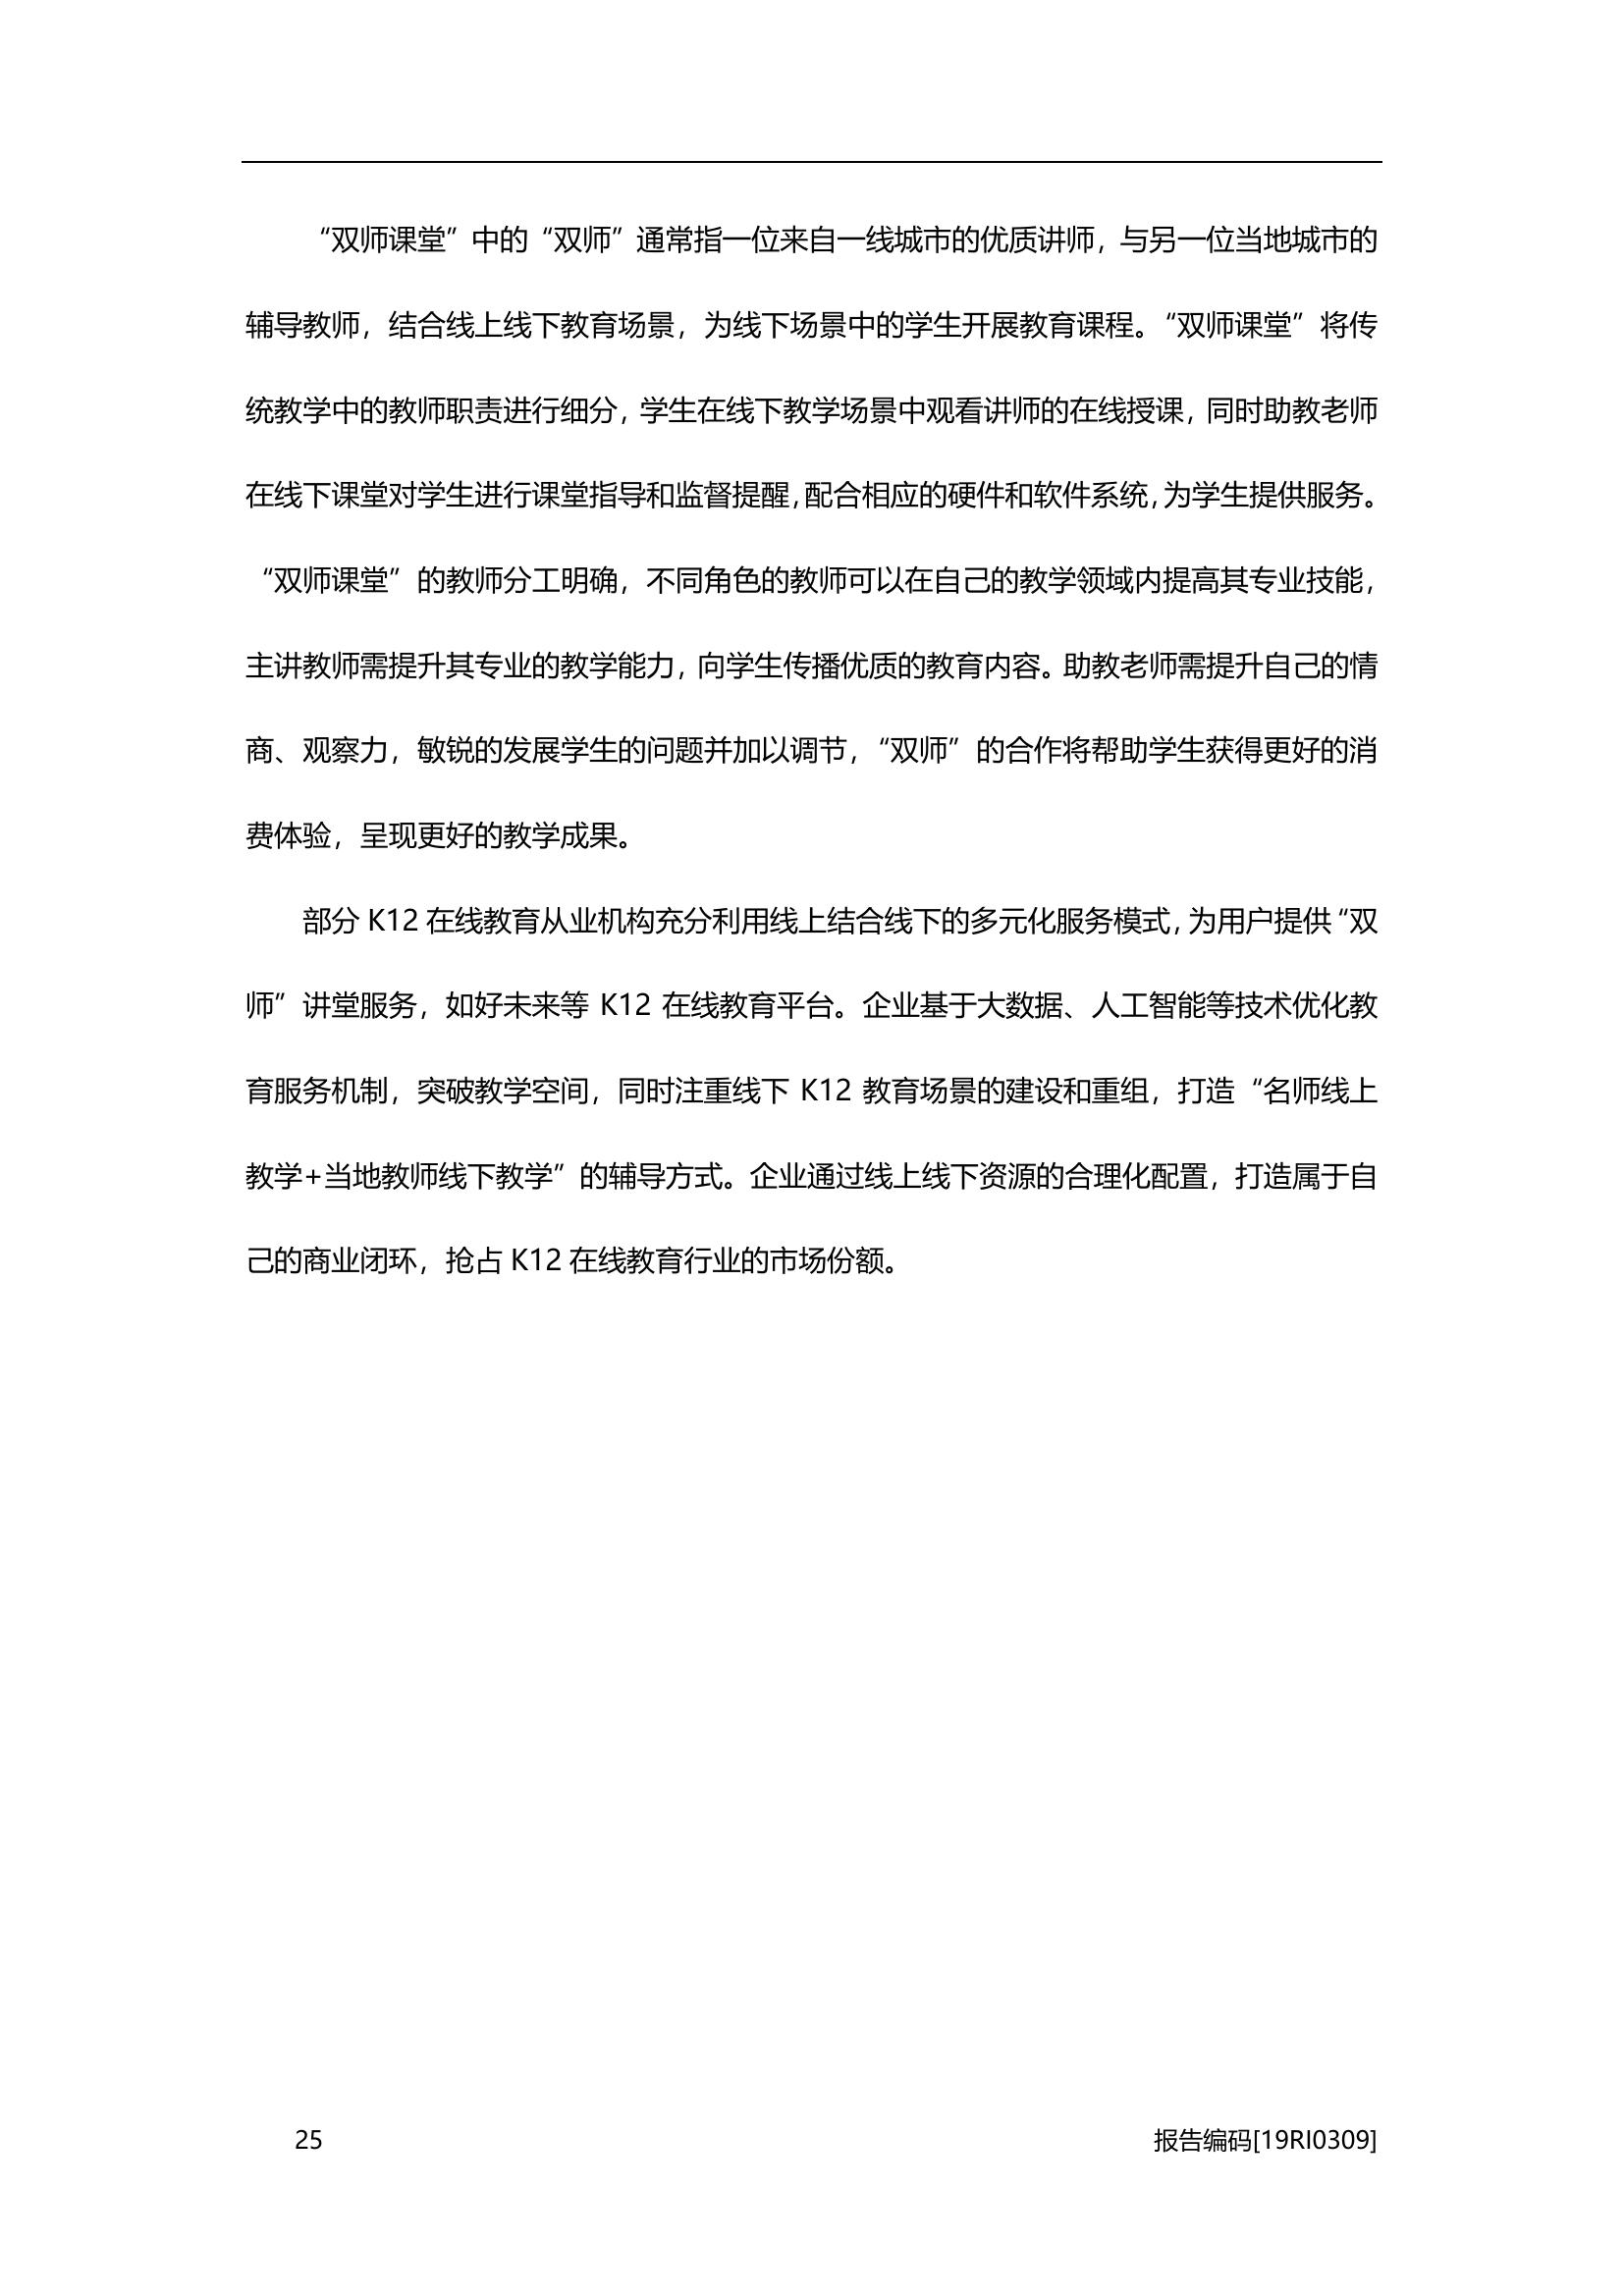 “双师课堂”中的“双师”通常指一位来自一线城市的优质讲师，与另一位当地城市的
辅导教师，结合线上线下教育场景，为线下场景中的学生开展教育课程。“双师课堂”将传
统教学中的教师职责进行细分，学生在线下教学场景中观看讲师的在线授课，同时助教老师
在线下课堂对学生进行课堂指导和监督提醒，配合相应的硬件和软件系统，为学生提供服务。
“双师课堂”的教师分工明确，不同角色的教师可以在自己的教学领域内提高其专业技能，
主讲教师需提升其专业的教学能力，向学生传播优质的教育内容。助教老师需提升自己的情
商、观察力，敏锐的发展学生的问题并加以调节，“双师”的合作将帮助学生获得更好的消
费体验，呈现更好的教学成果。
部分 K12 在线教育从业机构充分利用线上结合线下的多元化服务模式，为用户提供“双
师”讲堂服务，如好未来等 K12 在线教育平台。企业基于大数据、人工智能等技术优化教
育服务机制，突破教学空间，同时注重线下 K12 教育场景的建设和重组，打造“名师线上
教学+当地教师线下教学”的辅导方式。企业通过线上线下资源的合理化配置，打造属于自
己的商业闭环，抢占 K12 在线教育行业的市场份额。
25 报告编码[19RI0309]